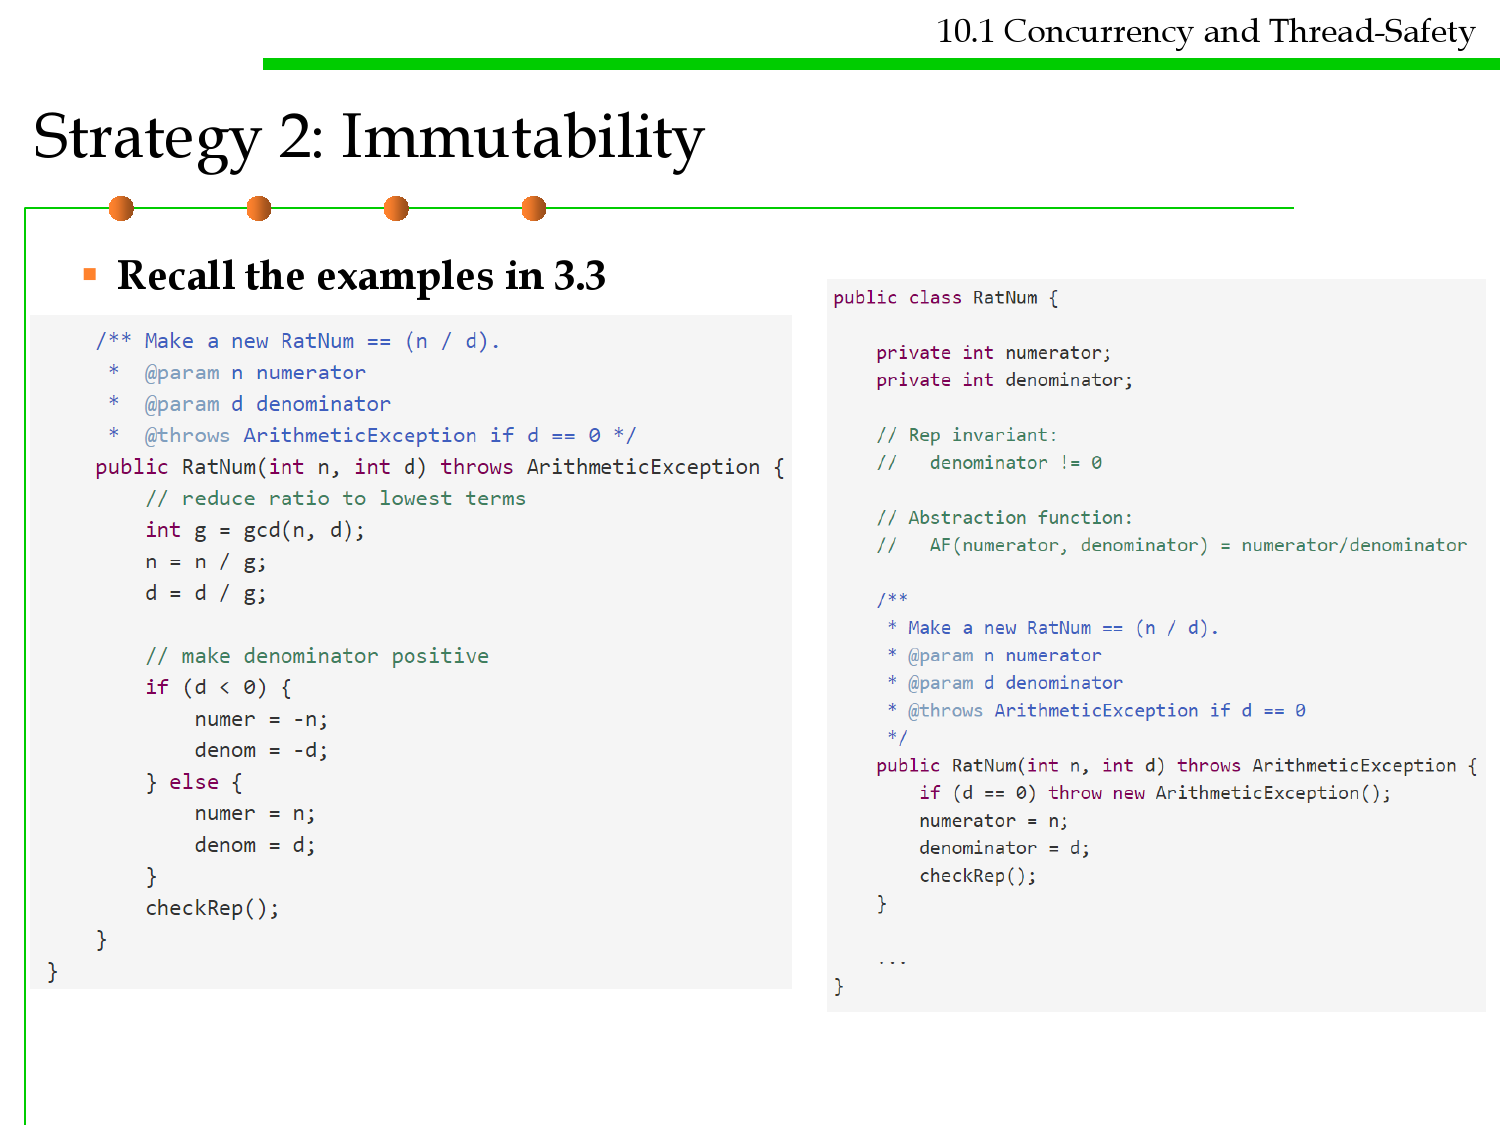 10.1 Concurrency and Thread-Safety
Strategy 2: Immutability
Recall the examples in 3.3
/** Make a new RatNum == (n / d).
 *  @param n numerator
 *  @param d denominator
 *  @throws ArithmeticException if d == 0 */
public RatNum(int n, int d) throws ArithmeticException {
    // reduce ratio to lowest terms
    int g = gcd(n, d);
    n = n / g;
    d = d / g;
    // make denominator positive
    if (d < 0) {
        numer = -n;
        denom = -d;
    } else {
        numer = n;
        denom = d;
    }
    checkRep();
}
}
public class RatNum {
    private int numerator;
    private int denominator;
    // Rep invariant:
    //   denominator != 0
    // Abstraction function:
    //   AF(numerator, denominator) = numerator/denominator
    /**
     * Make a new RatNum == (n / d).
     * @param n numerator
     * @param d denominator
     * @throws ArithmeticException if d == 0
     */
    public RatNum(int n, int d) throws ArithmeticException {
        if (d == 0) throw new ArithmeticException();
        numerator = n;
        denominator = d;
        checkRep();
    }
    ...
}